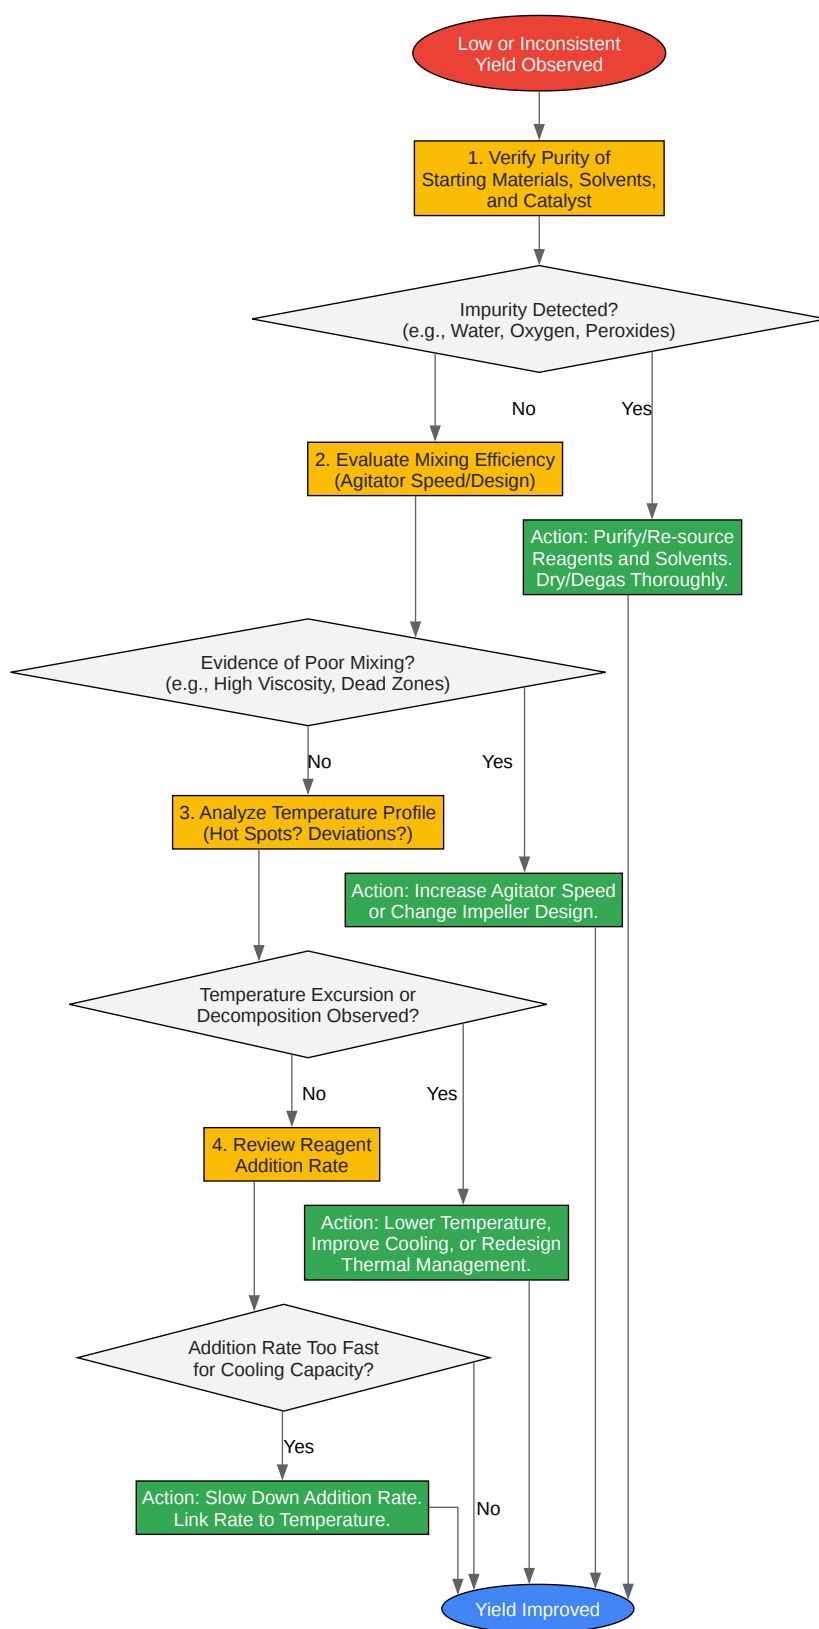 Low or Inconsistent
Yield Observed
1. Verify Purity of
Starting Materials, Solvents,
and Catalyst
Impurity Detected?
(e.g., Water, Oxygen, Peroxides)
No
Yes
2. Evaluate Mixing Efficiency
(Agitator Speed/Design)
Action: Purify/Re-source
Reagents and Solvents.
Dry/Degas Thoroughly.
Evidence of Poor Mixing?
(e.g., High Viscosity, Dead Zones)
No
Yes
3. Analyze Temperature Profile
(Hot Spots? Deviations?)
Action: Increase Agitator Speed
or Change Impeller Design.
Temperature Excursion or
Decomposition Observed?
No
Yes
4. Review Reagent
Addition Rate
Action: Lower Temperature,
Improve Cooling, or Redesign
Thermal Management.
Addition Rate Too Fast
for Cooling Capacity?
Yes
Action: Slow Down Addition Rate.
Link Rate to Temperature.
No
Yield Improved